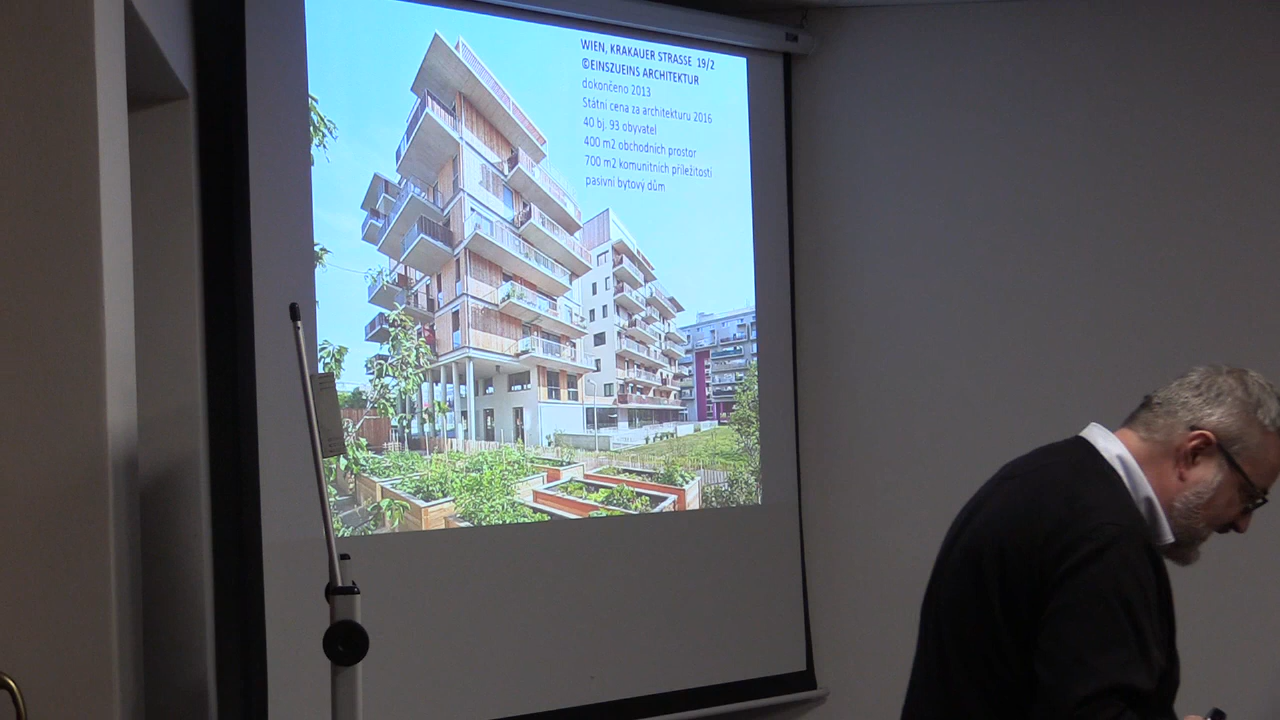 WIEN, KRAKAUER STRASSE 19/2
©EINSZUEINS ARCHITEKTUR
dokončeno 2013
Státní cena za architekturu 2016
40 bj. 93 obyvatel
400 m2 obchodních prostor
700 m2 komunitních příležitostí
pasivní bytový dům